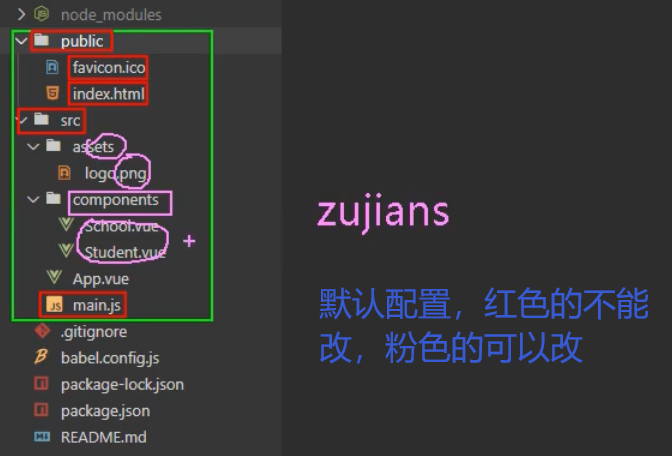 node_modules
public
favicon.ico
index.html
src
assets
logo.png
components
School.vue
Student.vue
+
App.vue
JS main.js
.gitignore
babel.config.js
package-lock.json
package.json
README.md
zujians
默认配置，红色的不能
改，粉色的可以改